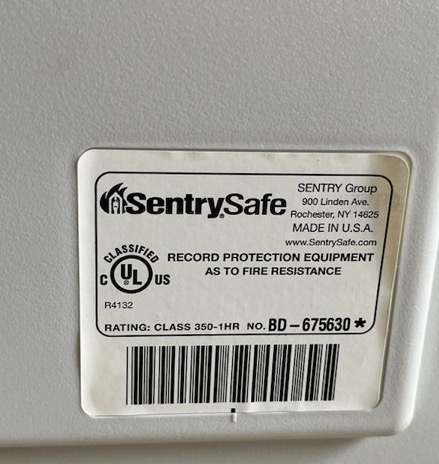 SentrySafe
SENTRY Group
900 Linden Ave.
Rochester, NY 14625
MADE IN U.S.A.
www.SentrySafe.com
CLASSIFIED
C UL US
®
RECORD PROTECTION EQUIPMENT
AS TO FIRE RESISTANCE
R4132
RATING: CLASS 350-1HR NO. BD-675630*